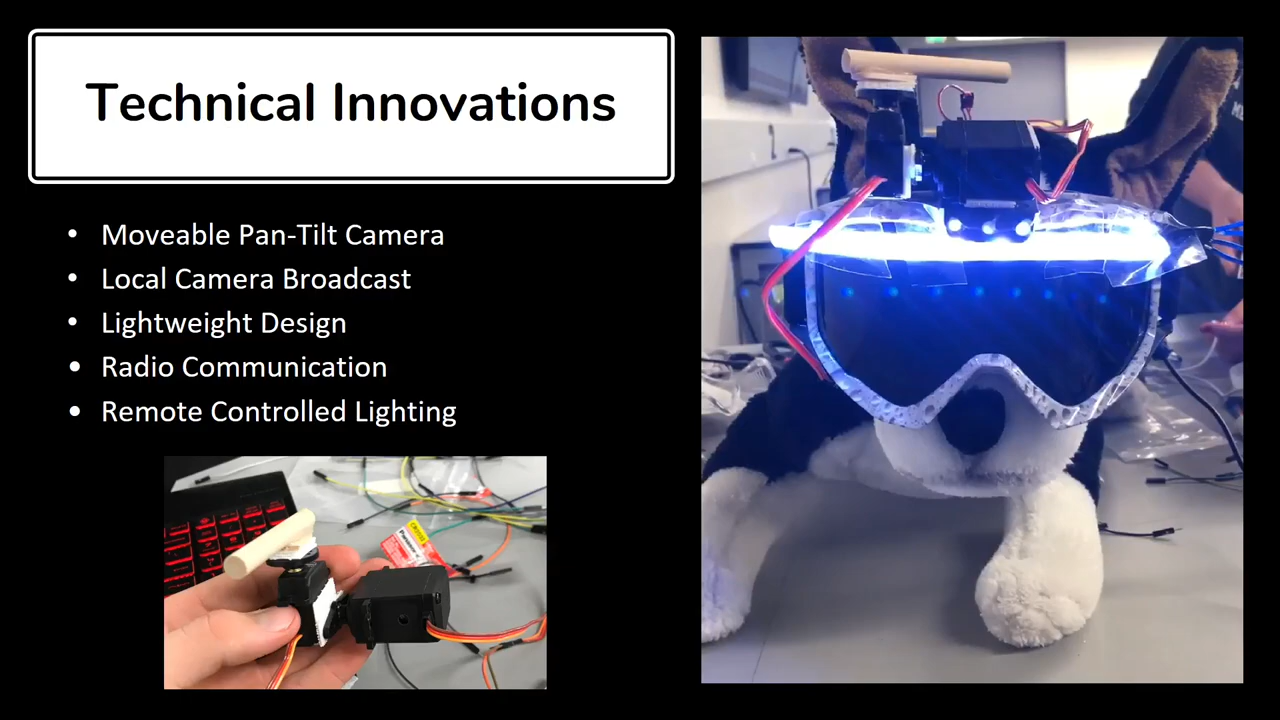 Technical Innovations
• Moveable Pan-Tilt Camera
• Local Camera Broadcast
• Lightweight Design
• Radio Communication
• Remote Controlled Lighting